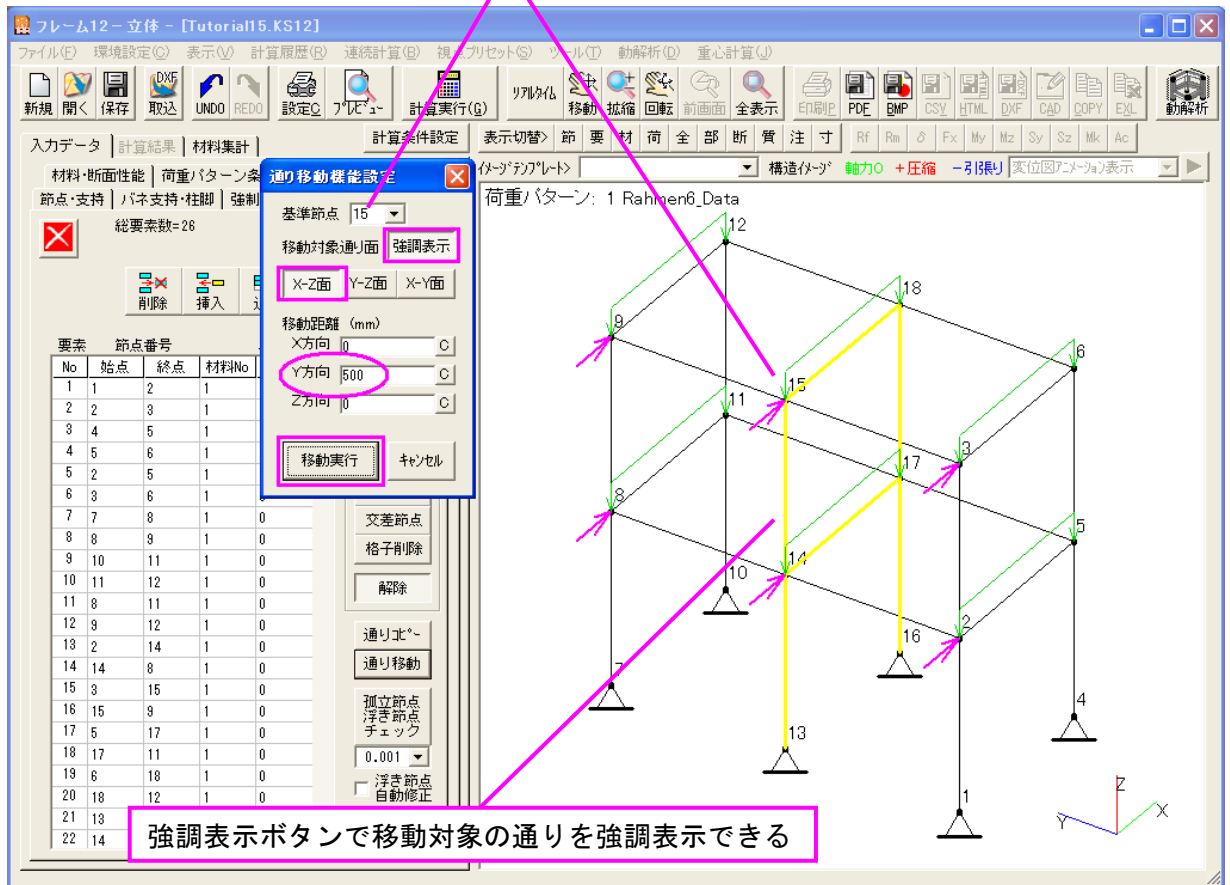 フレーム12－立体 - [Tutorial15.KS12]
ファイル(F) 環境設定(C) 表示(V) 計算履歴(R) 連続計算(B) 視点プリセット(S) ツール(T) 動解析(D) 重心計算(J)
新規 開く 保存 DXF 取込 UNDO REDO 設定C プレビュー 計算実行(G) リアルタイム 移動 拡縮 回転 前画面 全表示 印刷P PDF BMP CSV HTML DXF CAD COPY EXL 動解析
入力データ 計算結果 材料集計 計算条件設定 表示切替> 節 要 材 荷 全 部 断 質 注 寸 Rf Rm δ Fx My Mz Sy Sz Mk Ac
材料・断面性能 荷重パターン条 イメージテンプレート> 構造イメージ 軸力0 +圧縮 -引張り 変位図アニメーション表示
節点・支持 バネ支持・柱脚 強制
総要素数=26
削除 挿入
要素 節点番号
No 始点 終点 材料No
1 1 2 1
2 2 3 1
3 4 5 1
4 5 6 1
5 2 5 1
6 3 6 1
7 7 8 1 0
8 8 9 1 0
9 10 11 1 0
10 11 12 1 0
11 8 11 1 0
12 9 12 1 0
13 2 14 1 0
14 14 8 1 0
15 3 15 1 0
16 15 9 1 0
17 5 17 1 0
18 17 11 1 0
19 6 18 1 0
20 18 12 1 0
21 13
22 14
通り移動機能設定
基準節点 15
移動対象通り面 強調表示
X-Z面 Y-Z面 X-Y面
移動距離 (mm)
X方向 0 C
Y方向 500 C
Z方向 0 C
移動実行 キャンセル
交差節点
格子削除
解除
通りコピー
通り移動
孤立節点
浮き節点
チェック
0.001
浮き節点
自動修正
荷重パターン: 1 Rahmen6_Data
12
18
9
6
15
11
3
17
8
5
14
10
2
16
7
4
13
1
Z
X
Y
強調表示ボタンで移動対象の通りを強調表示できる